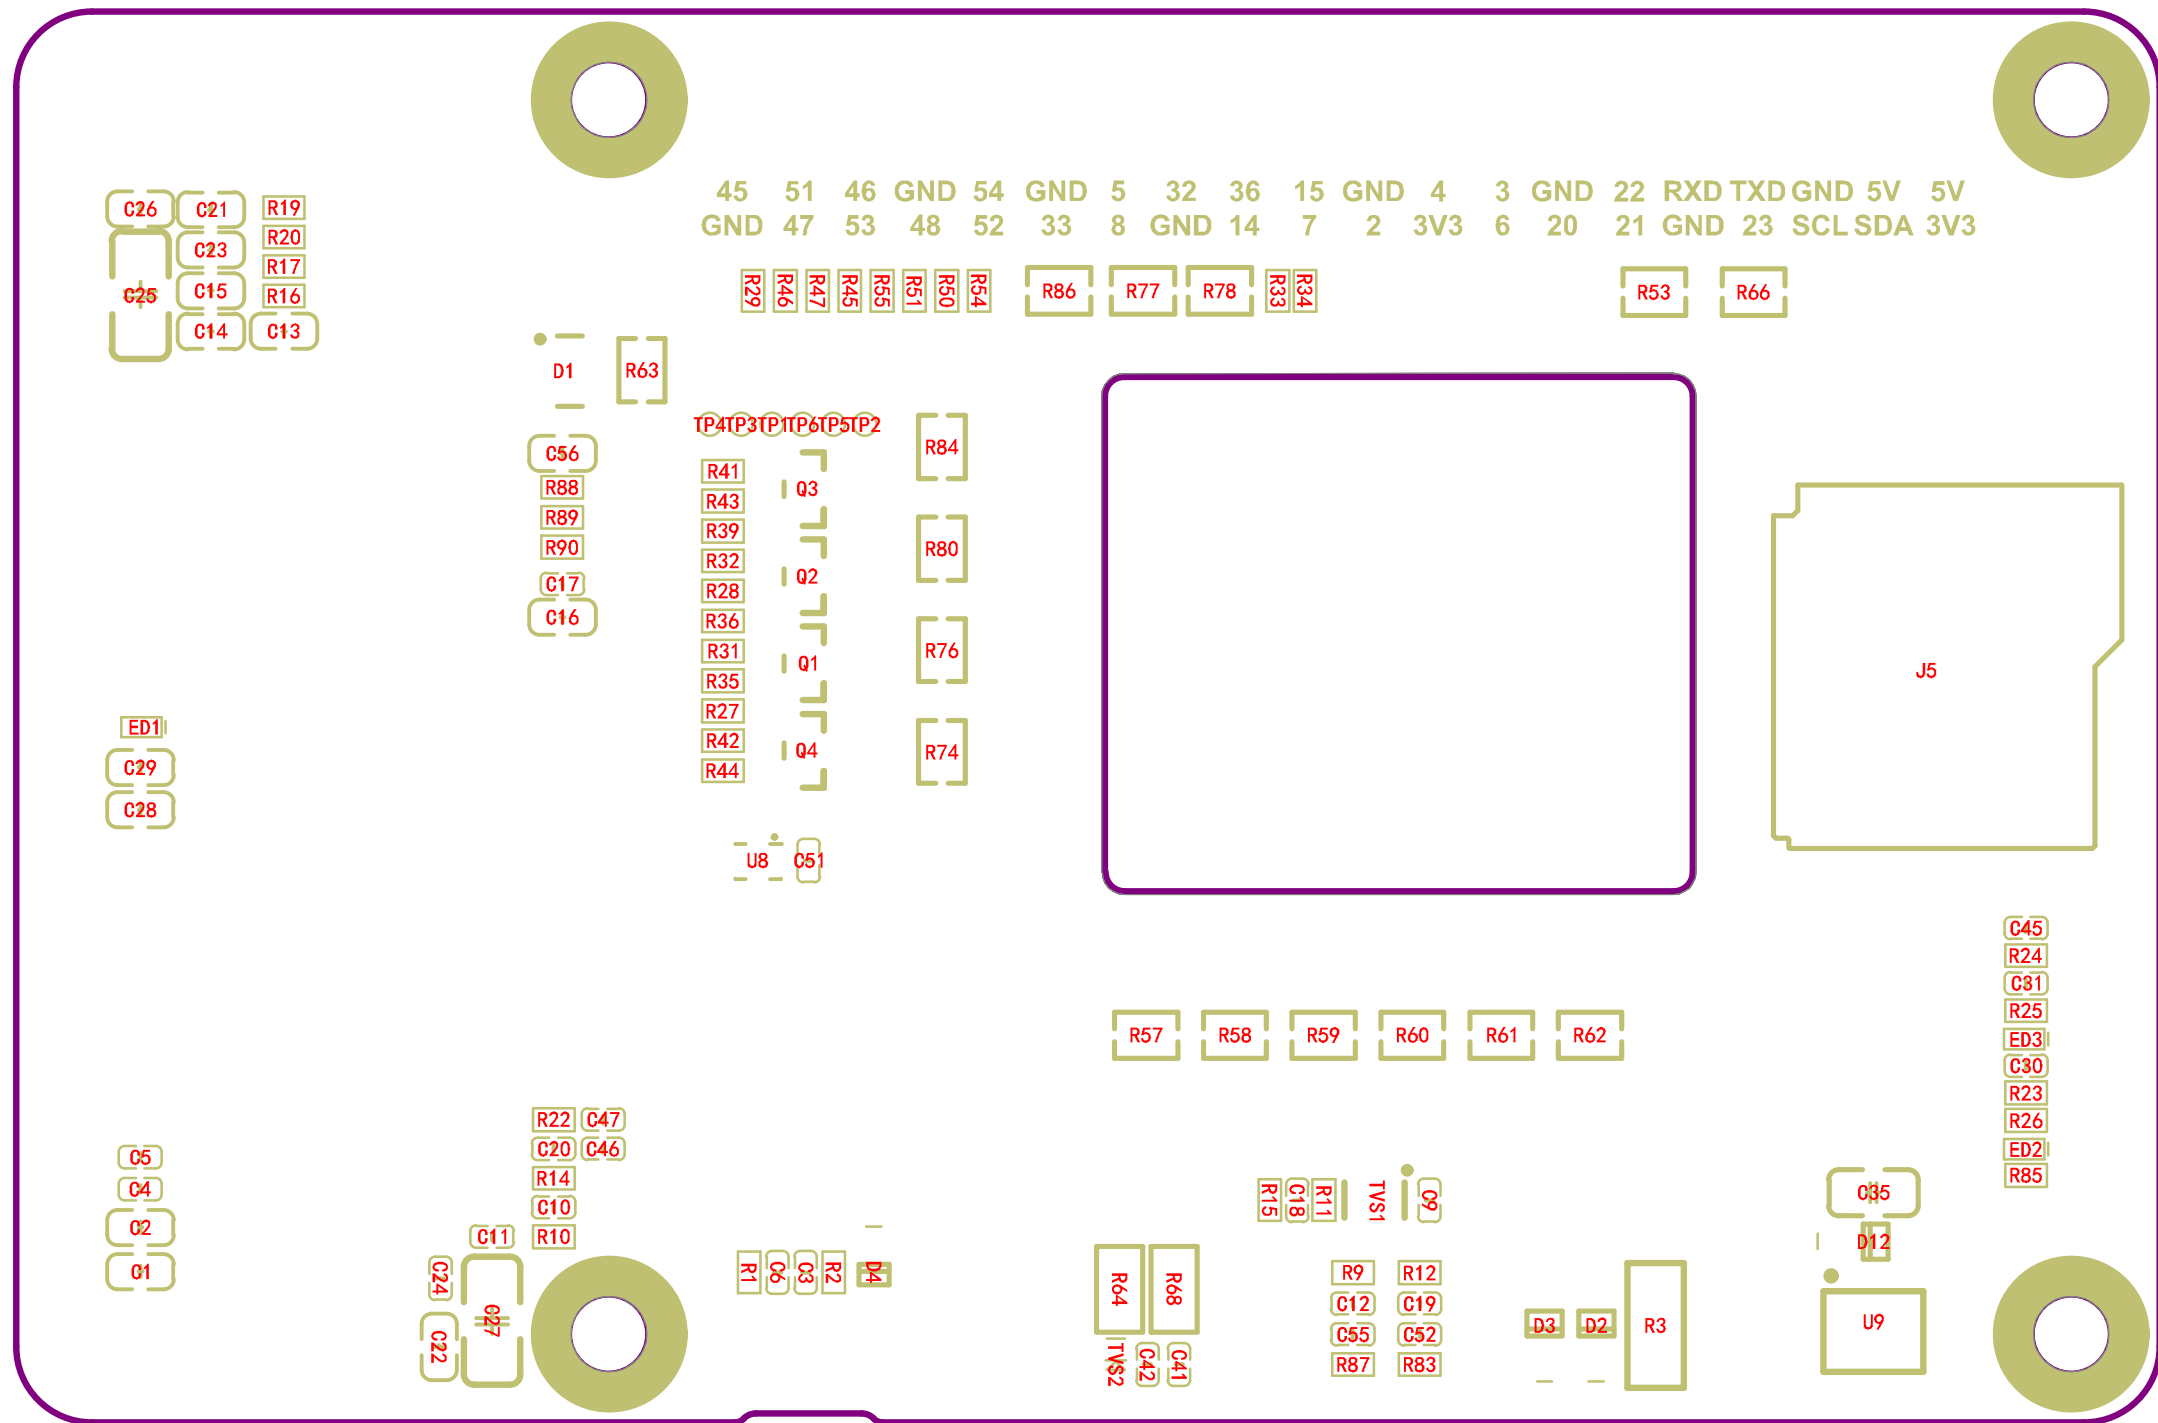 45 51 46 GND 54 GND 5 32 36 15 GND 4 3 GND 22 RXD TXD GND 5V 5V
GND 47 53 48 52 33 8 GND 14 7 2 3V3 6 20 21 GND 23 SCL SDA 3V3
C26 C21 R19
R20
C23
R17
C25 C15 R16
C14 C13
R29 R46 R47 R45 R55 R51 R50 R54 R86 R77 R78 R33 R34 R53 R66
D1 R63
TP4 TP3 TP1 TP6 TP5 TP2
C56 R84
R41
R88 Q3
R43
R89
R39
R90 R80
R32
C17 Q2
R28
C16 R36
R31 R76
Q1 J5
R35
R27
ED1
R42 Q4 R74
C29 R44
C28
U8 C51
C45
R24
C31
R25
R57 R58 R59 R60 R61 R62 ED3
C30
R23
R22 C47 R26
C20 C46 ED2
C5
R14 R85
C4 C35
R15 C18 R11 TVS1 C9
C10
C2
C11 R10 D12
C1 C24 R1 C6 C3 R2 D4 R64 R68 R9 R12
C12 C19
C27 D3 D2 R3 U9
C22 C55 C52
TVS2 C42 C41 R87 R83